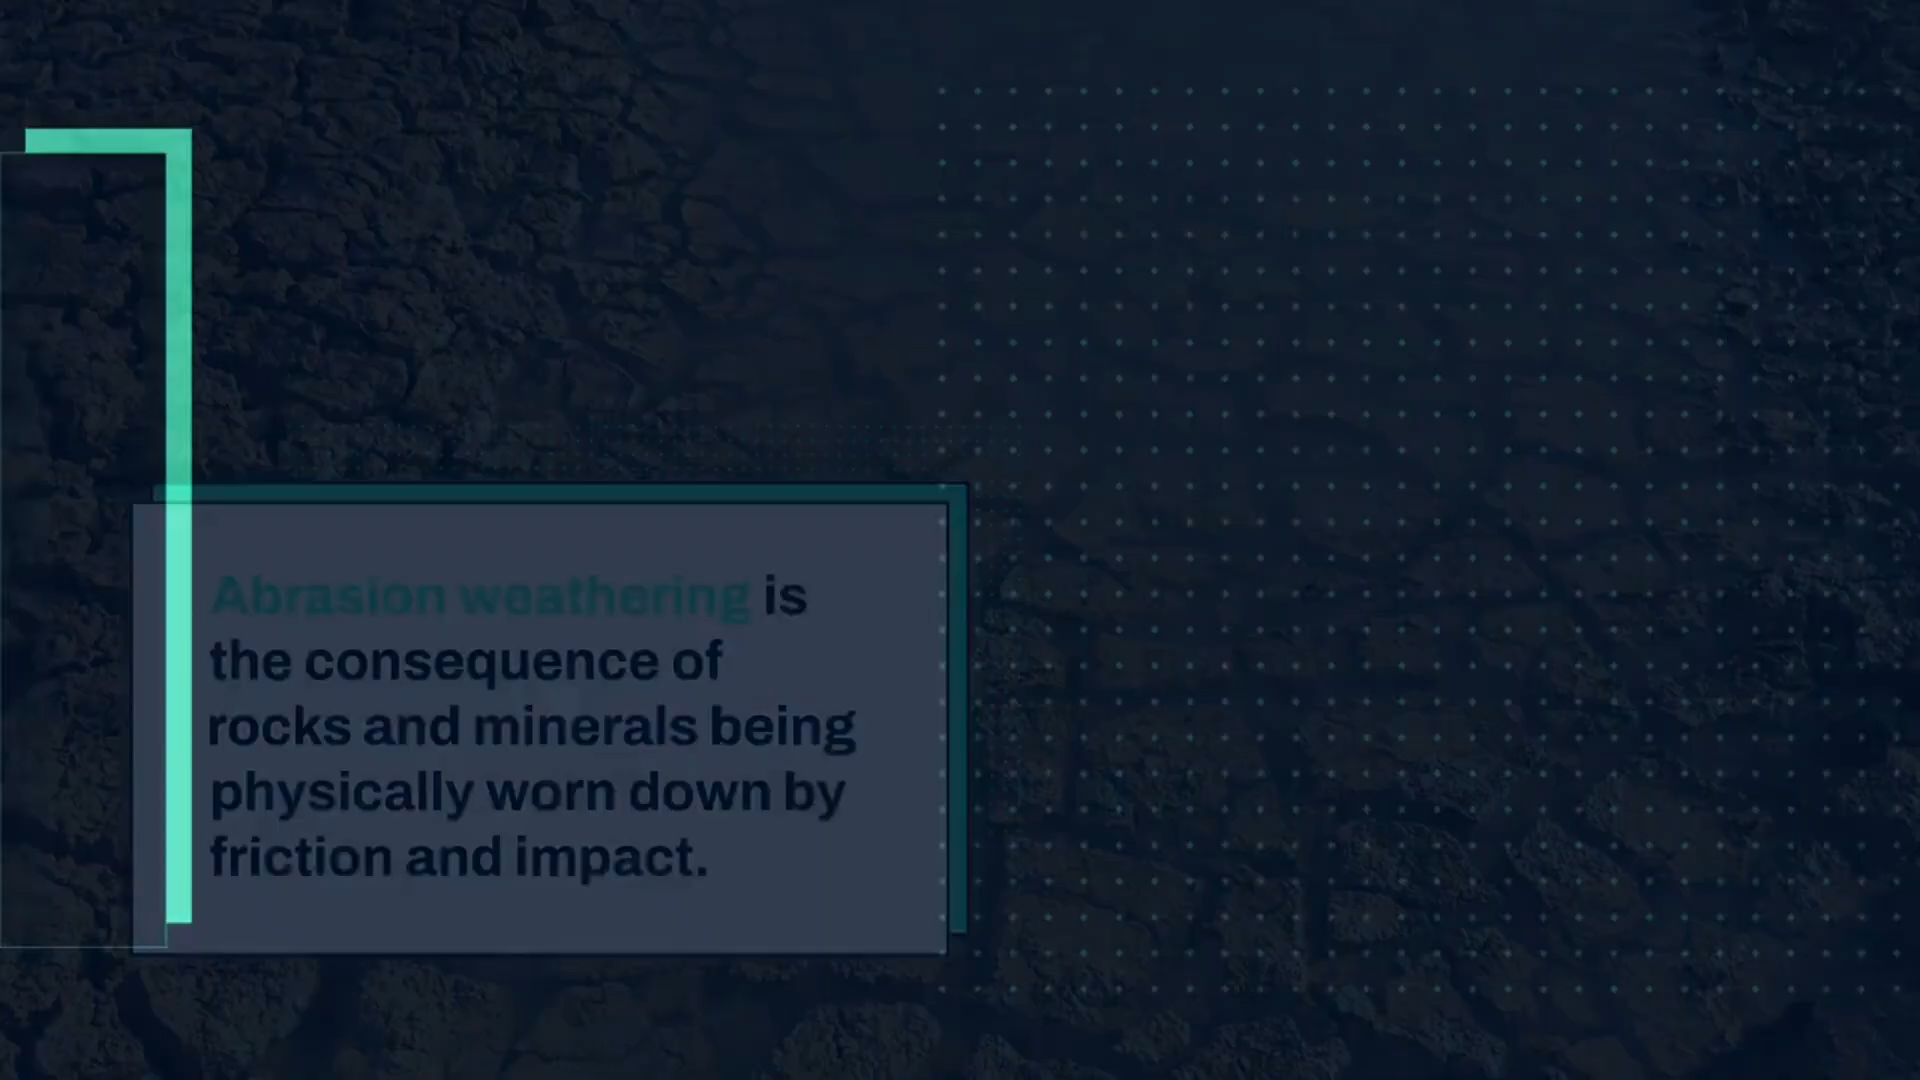 Abrasion weathering is
the consequence of
rocks and minerals being
physically worn down by
friction and impact.